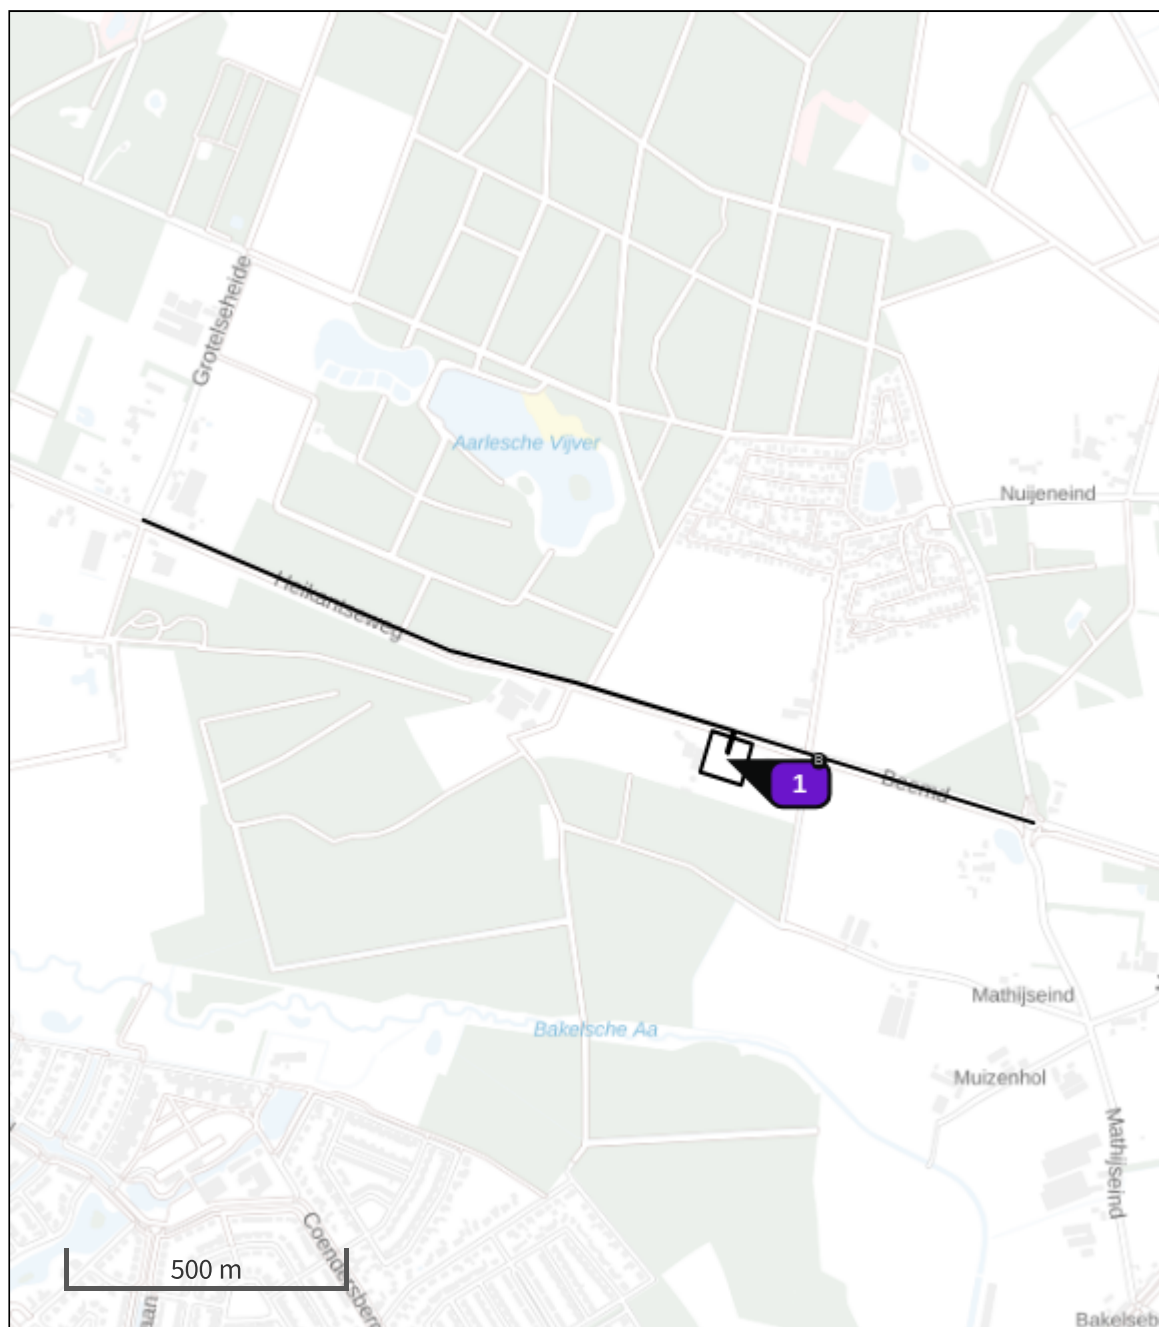 Grotelseheide
Aarlesche Vijver
Nuijeneind
Heikantseweg
B
1
Beemd
Mathijseind
Bakelsche Aa
Muizenhol
Mathijseind
Coendersberg
500 m
Bakelseb